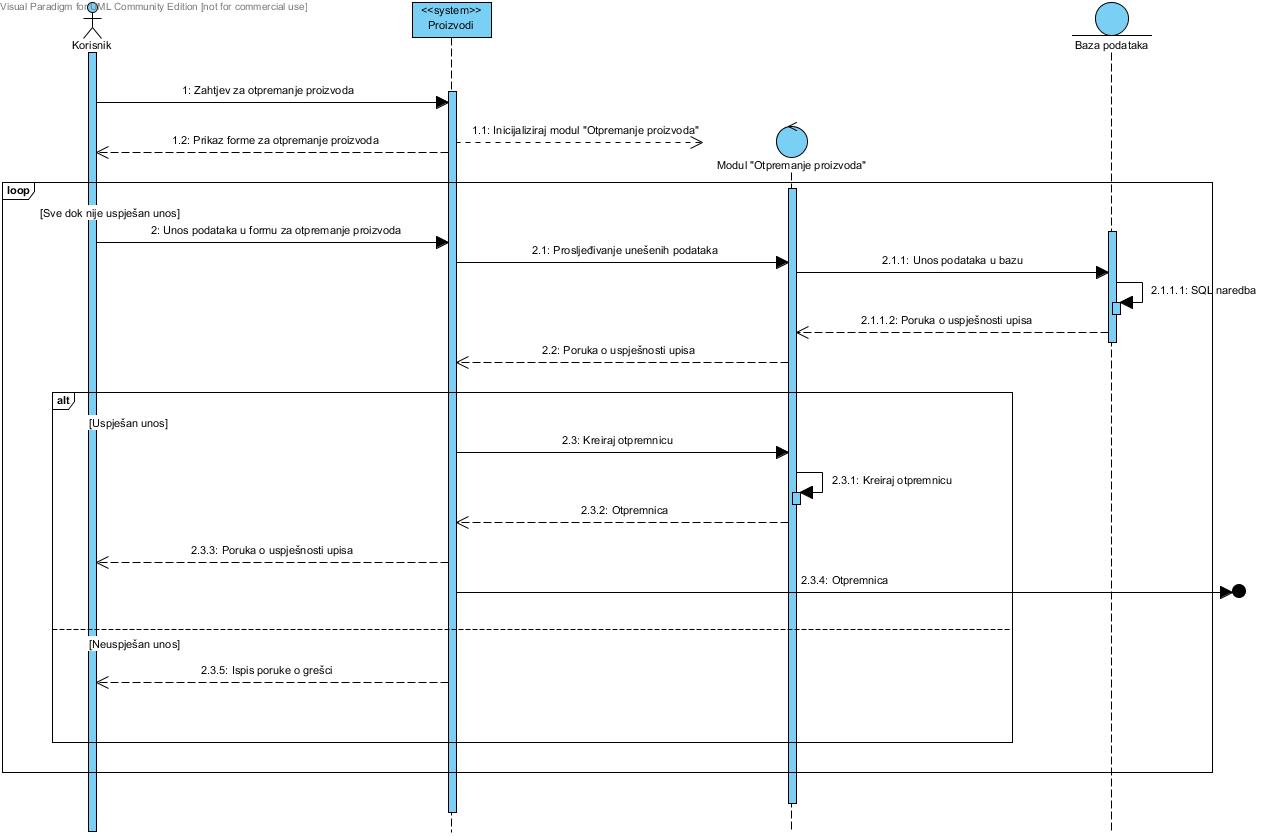 Visual Paradigm for UML Community Edition [not for commercial use]
<<system>>
Proizvodi
Korisnik
Baza podataka
1: Zahtjev za otpremanje proizvoda
1.1: Inicijaliziraj modul "Otpremanje proizvoda"
1.2: Prikaz forme za otpremanje proizvoda
Modul "Otpremanje proizvoda"
loop
[Sve dok nije uspješan unos]
2: Unos podataka u formu za otpremanje proizvoda
2.1: Prosljeđivanje unešenih podataka
2.1.1: Unos podataka u bazu
2.1.1.1: SQL naredba
2.1.1.2: Poruka o uspješnosti upisa
2.2: Poruka o uspješnosti upisa
alt
[Uspješan unos]
2.3: Kreiraj otpremnicu
2.3.1: Kreiraj otpremnicu
2.3.2: Otpremnica
2.3.3: Poruka o uspješnosti upisa
2.3.4: Otpremnica
[Neuspješan unos]
2.3.5: Ispis poruke o grešci